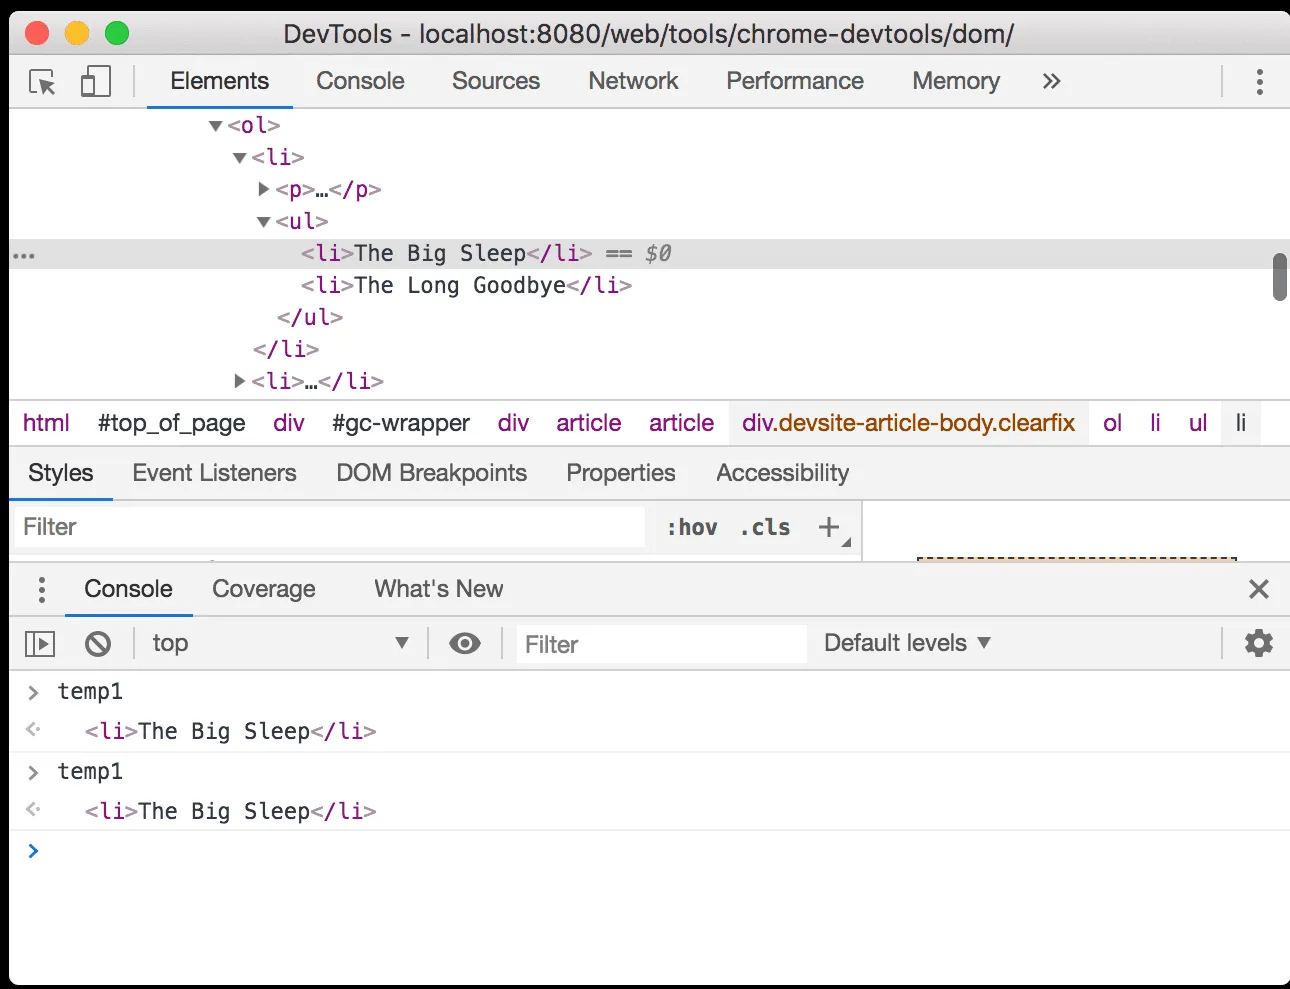 DevTools - localhost:8080/web/tools/chrome-devtools/dom/
Elements Console Sources Network Performance Memory »
▼<ol>
▼<li>
▶<p>…</p>
▼<ul>
… <li>The Big Sleep</li> == $0
<li>The Long Goodbye</li>
</ul>
</li>
▶<li>…</li>
html #top_of_page div #gc-wrapper div article article div.devsite-article-body.clearfix ol li ul li
Styles Event Listeners DOM Breakpoints Properties Accessibility
Filter :hov .cls +
Console Coverage What's New
top ▼ Filter Default levels ▼
> temp1
<li>The Big Sleep</li>
> temp1
<li>The Big Sleep</li>
>